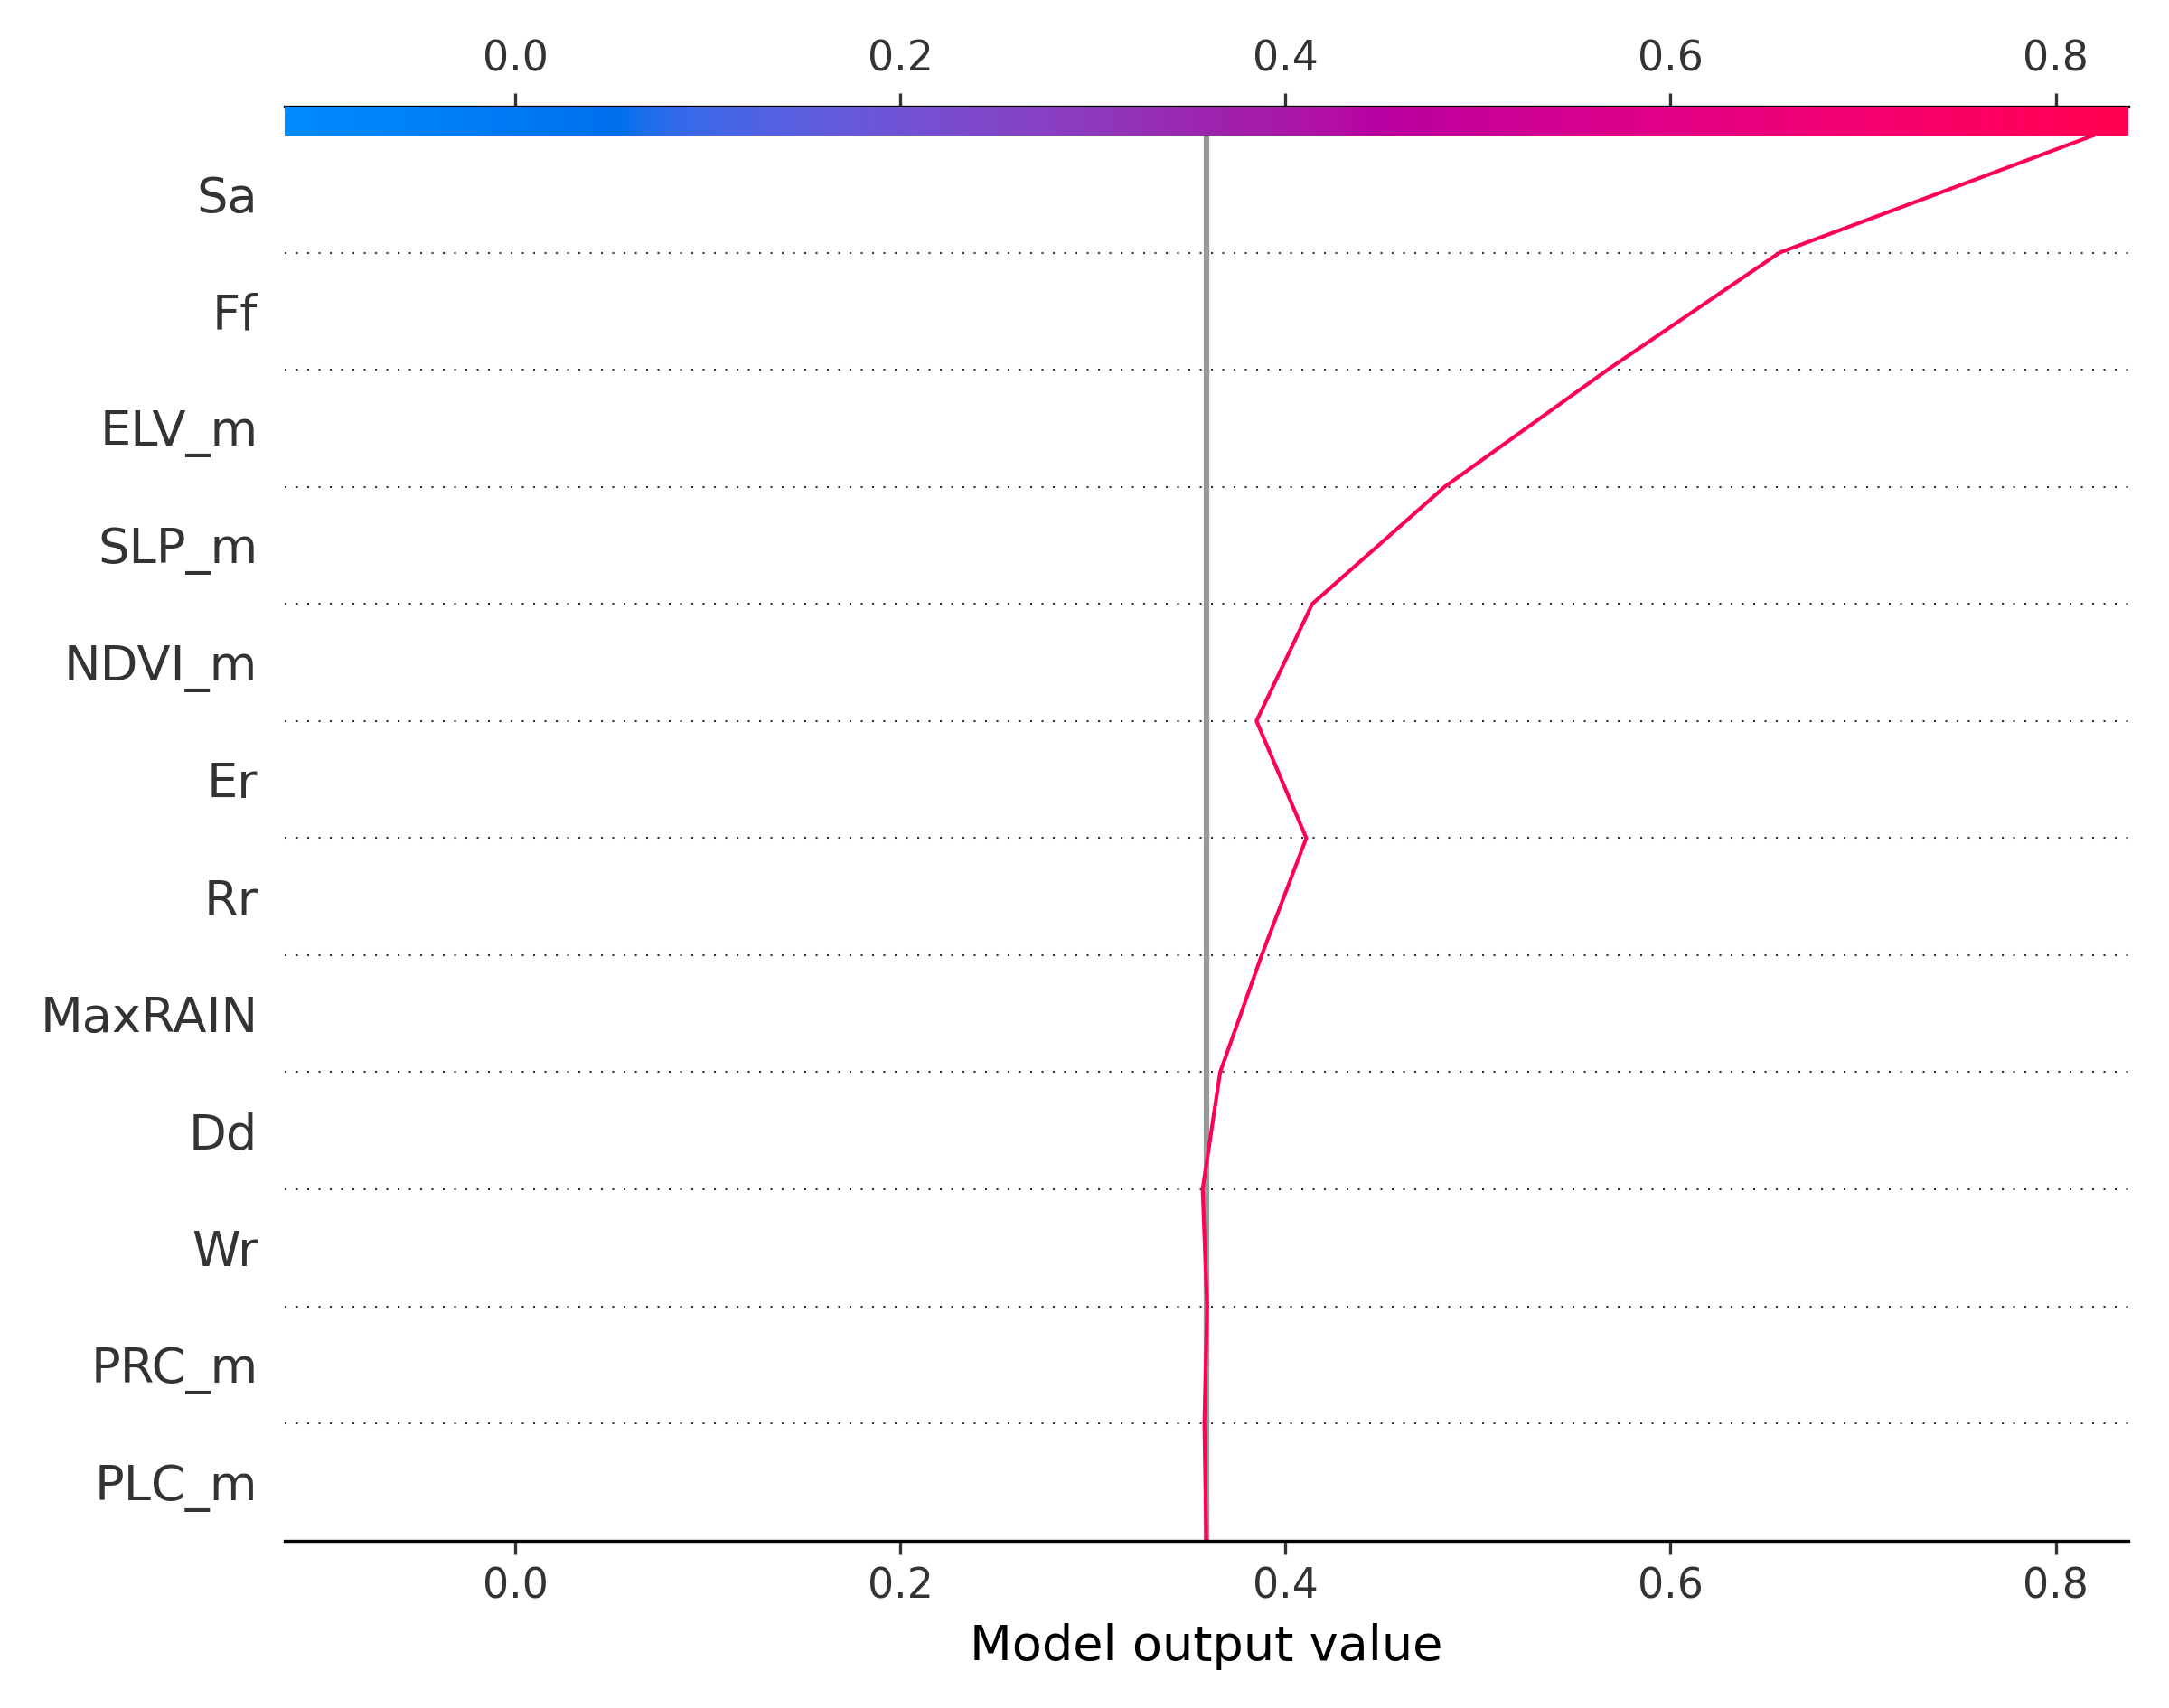 0.0 0.2 0.4 0.6 0.8
Sa
Ff
ELV_m
SLP_m
NDVI_m
Er
Rr
MaxRAIN
Dd
Wr
PRC_m
PLC_m
0.0 0.2 0.4 0.6 0.8
Model output value